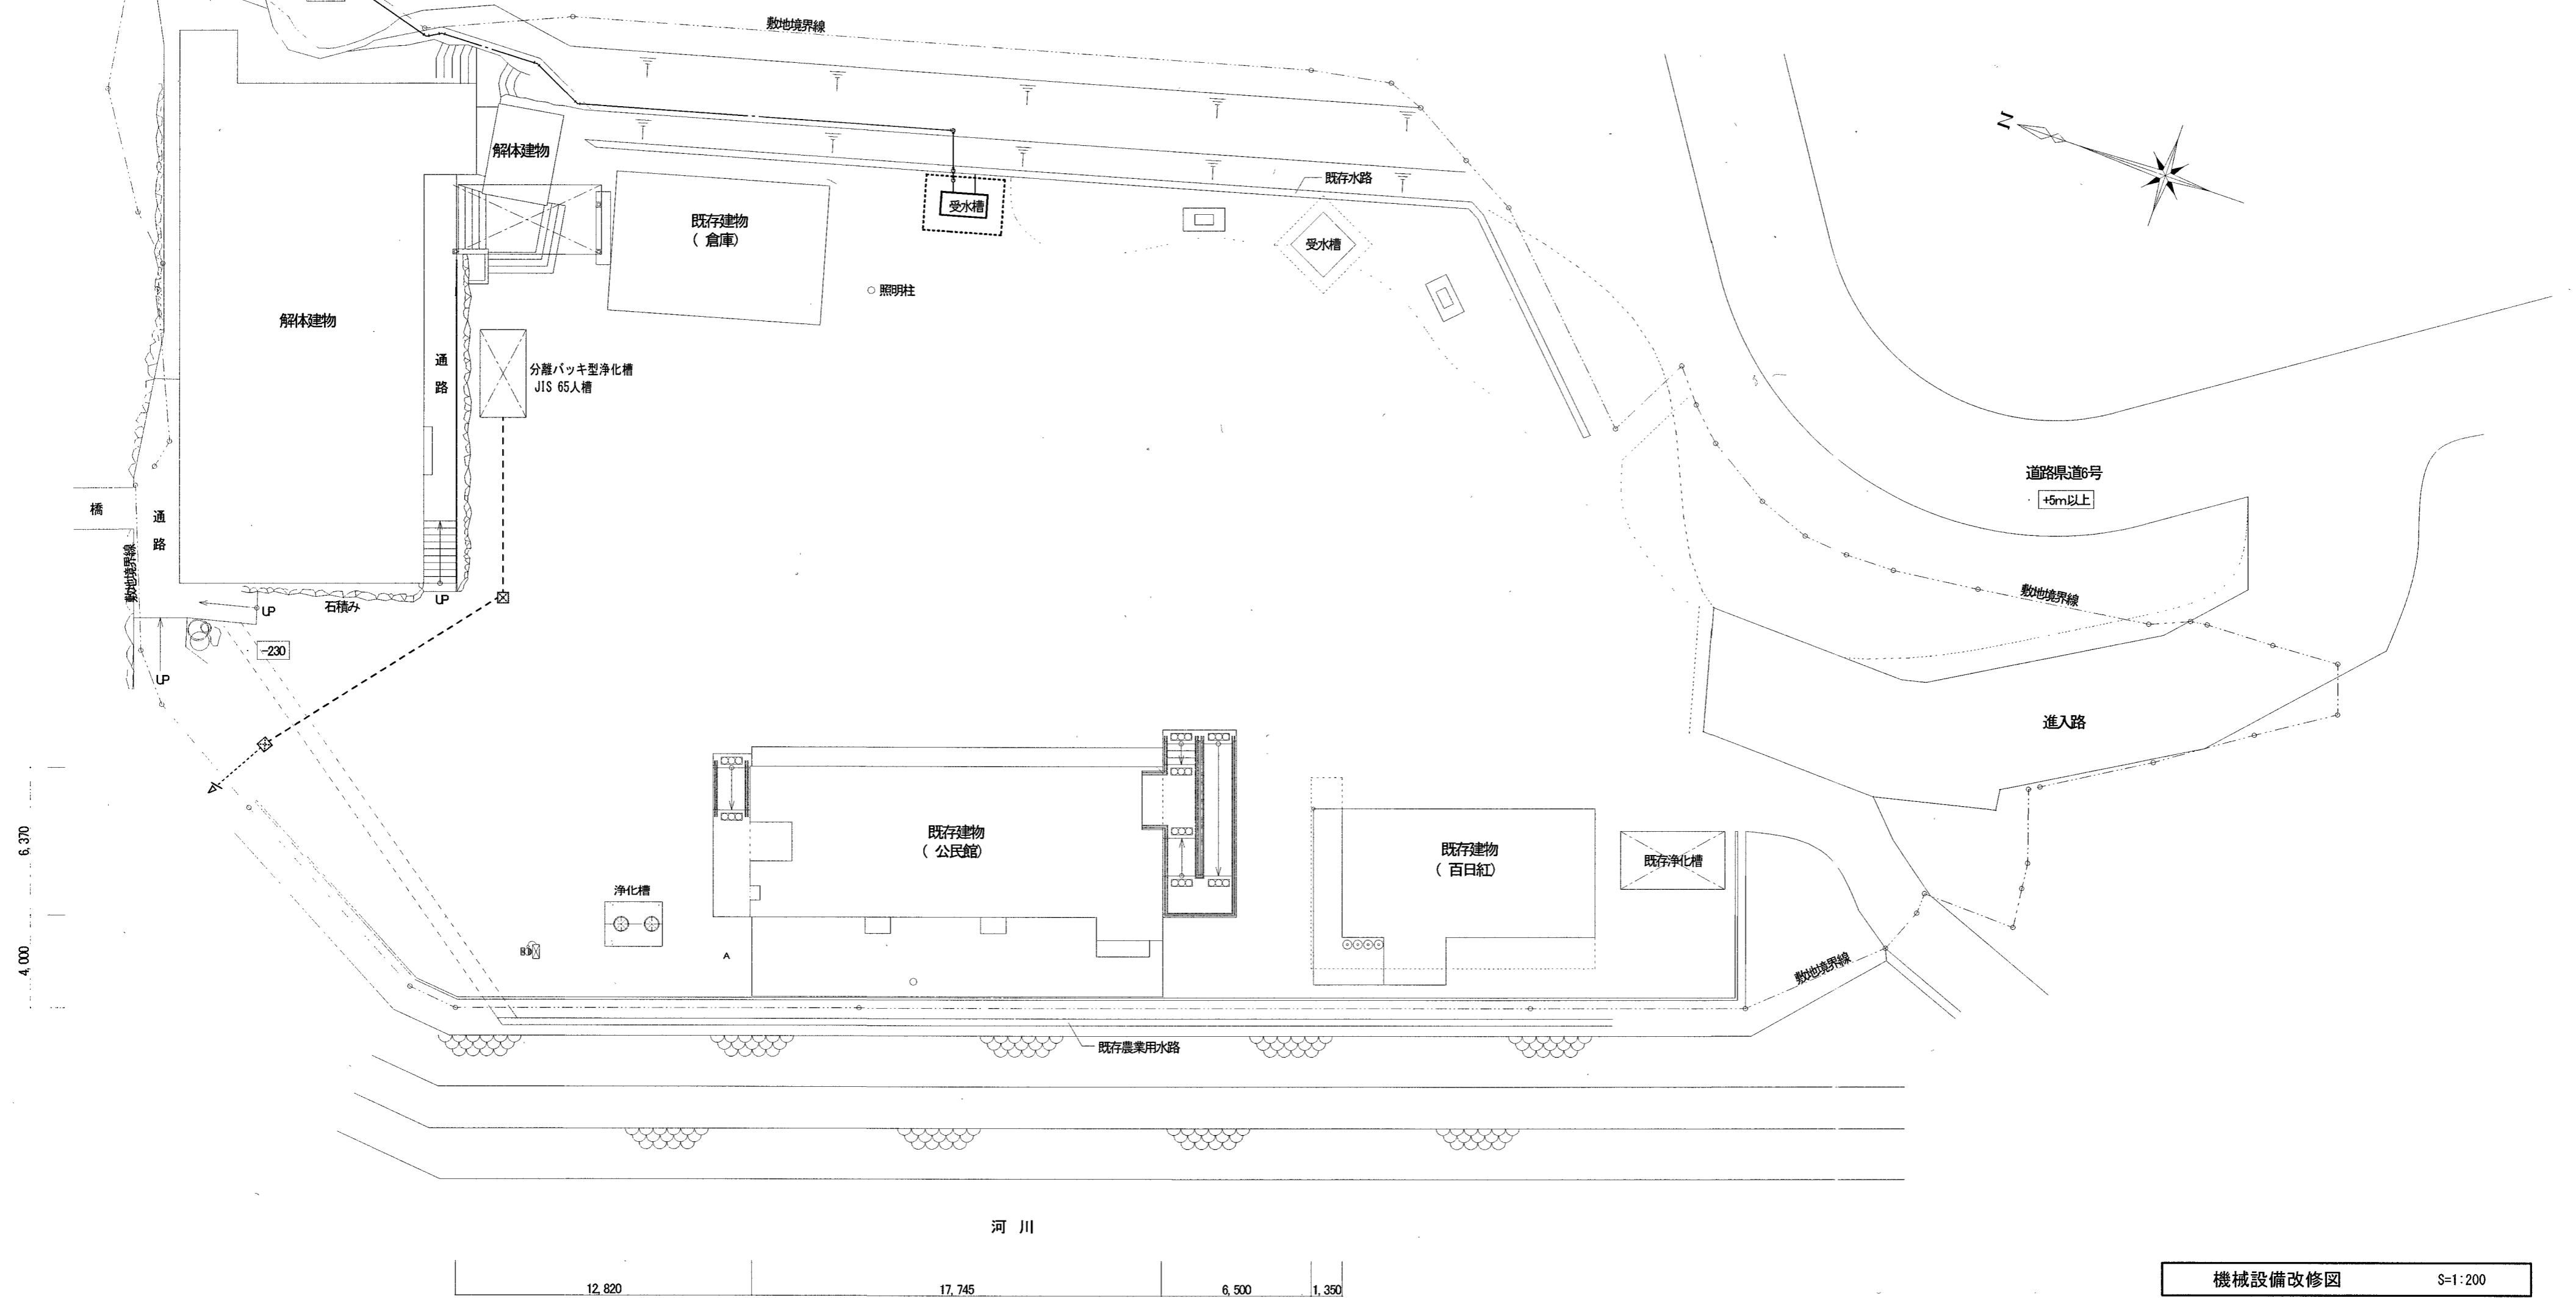 敷地境界線
N
解体建物
既存水路
受水槽
既存建物
( 倉庫)
受水槽
照明柱
解体建物
通路
分離バッキ型浄化槽
JIS 65人槽
道路県道6号
+5m以上
橋
通路
敷地境界線
敷地境界線
UP
石積み
UP
-230
UP
進入路
6,370
既存建物
( 公民館)
既存建物
( 百日紅)
既存浄化槽
浄化槽
4,000
A
敷地境界線
既存農業用水路
河 川
12,820
17,745
6,500
1,350
機械設備改修図
S=1:200